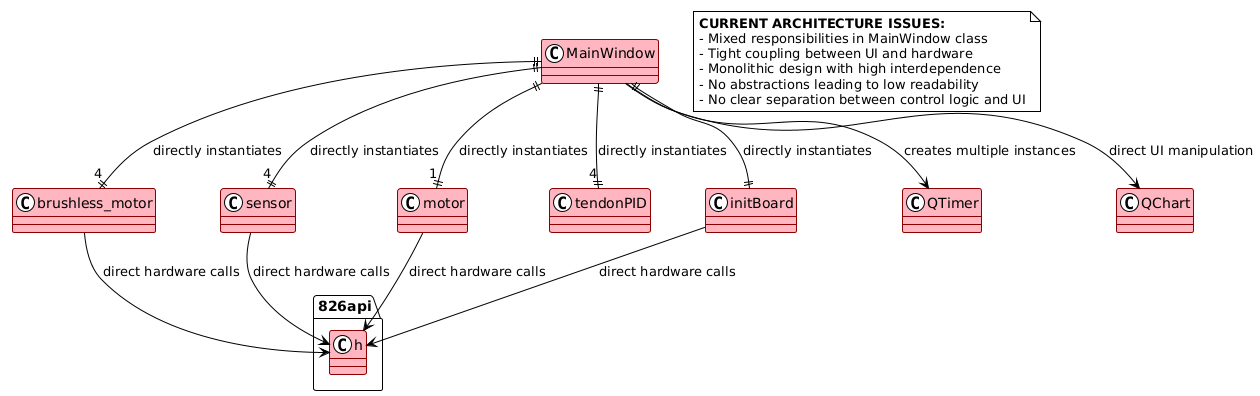 CURRENT ARCHITECTURE ISSUES:
- Mixed responsibilities in MainWindow class
- Tight coupling between UI and hardware
- Monolithic design with high interdependence
- No abstractions leading to low readability
- No clear separation between control logic and UI
C MainWindow
directly instantiates
directly instantiates
directly instantiates
directly instantiates
directly instantiates
creates multiple instances
direct UI manipulation
4
4
1
4
C brushless_motor
C sensor
C motor
C tendonPID
C initBoard
C QTimer
C QChart
direct hardware calls
direct hardware calls
direct hardware calls
direct hardware calls
826api
C h